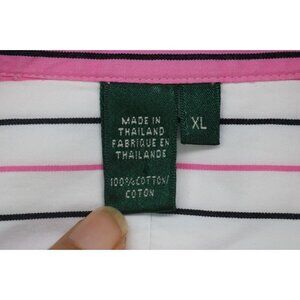 MADE IN
THAILAND
FABRIQUE EN
THAILANDE
100% COTTON/
COTON
XL